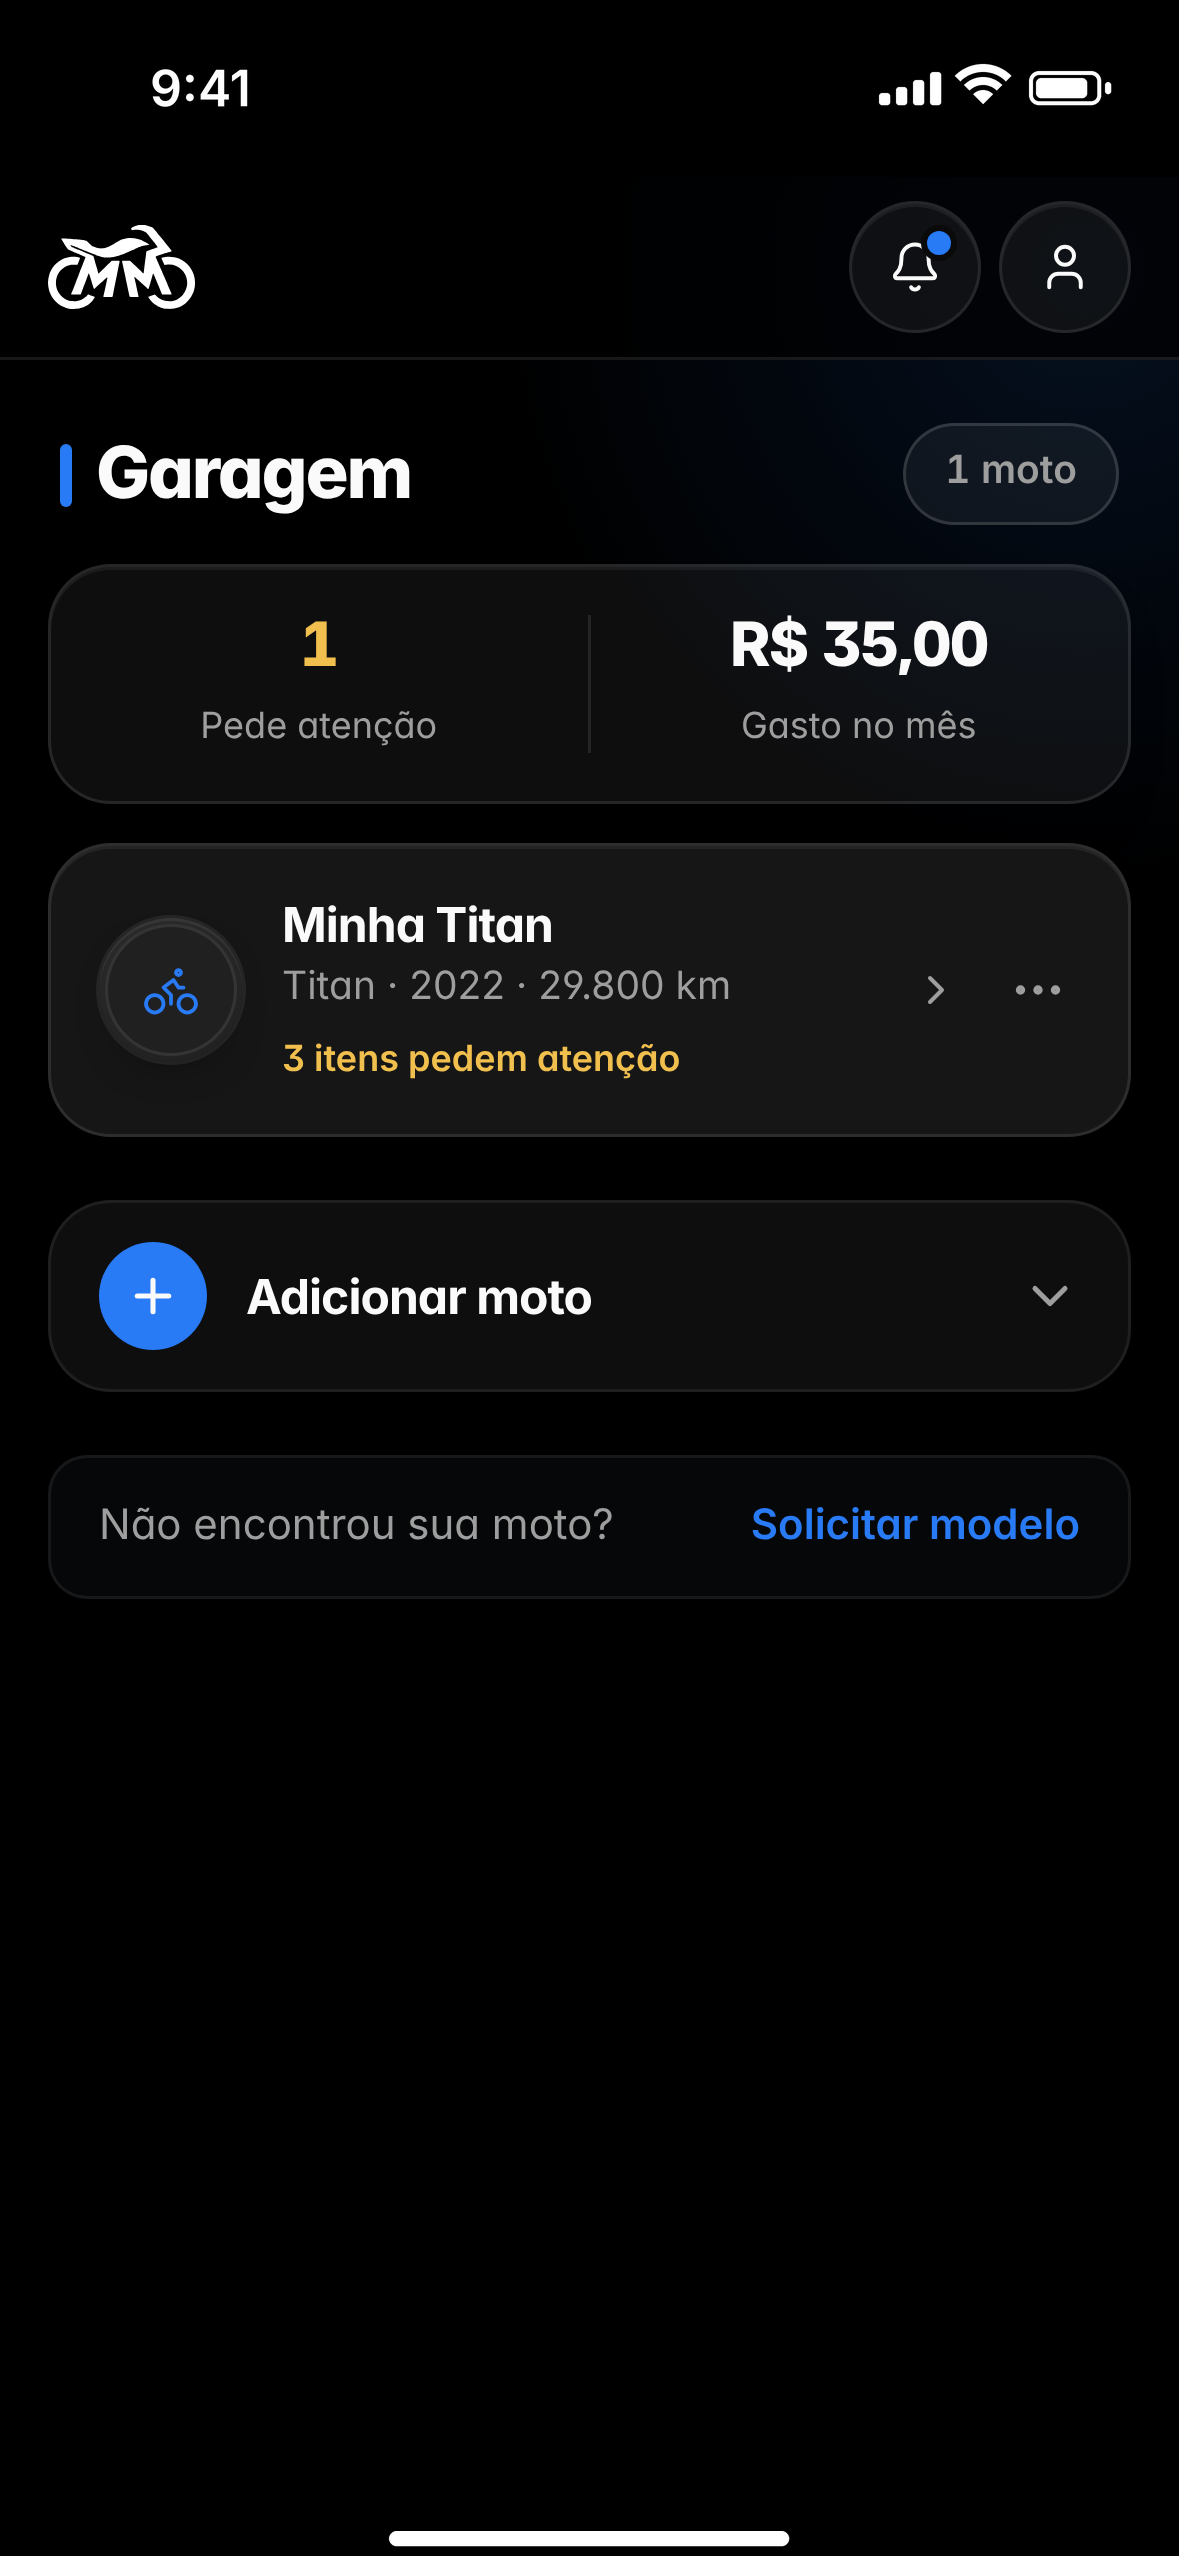 9:41
MM
Garagem
1 moto
1
Pede atenção
R$ 35,00
Gasto no mês
Minha Titan
Titan · 2022 · 29.800 km
3 itens pedem atenção
Adicionar moto
Não encontrou sua moto?
Solicitar modelo